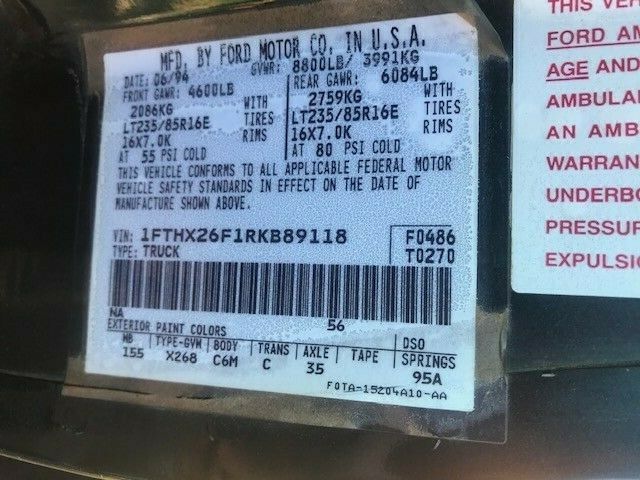 MFD. BY FORD MOTOR CO. IN U.S.A.
DATE: 06/94 GVWR: 8800LB/ 3991KG
FRONT GAWR: 4600LB REAR GAWR: 6084LB
2086KG WITH 2759KG WITH
LT235/85R16E TIRES LT235/85R16E TIRES
16X7.0K RIMS 16X7.0K RIMS
AT 55 PSI COLD AT 80 PSI COLD
THIS VEHICLE CONFORMS TO ALL APPLICABLE FEDERAL MOTOR
VEHICLE SAFETY STANDARDS IN EFFECT ON THE DATE OF
MANUFACTURE SHOWN ABOVE.
VIN: 1FTHX26F1RKB89118 F0486
TYPE: TRUCK T0270
NA 56
EXTERIOR PAINT COLORS DSO
WB TYPE-GVW BODY TRANS AXLE TAPE SPRINGS
155 X268 C6M C 35 95A
F0TA-15204A10-AA
THIS VEH
FORD AM
AGE AND
AMBULAN
AN AMB
WARRAN
UNDERBO
PRESSUR
EXPULSIO